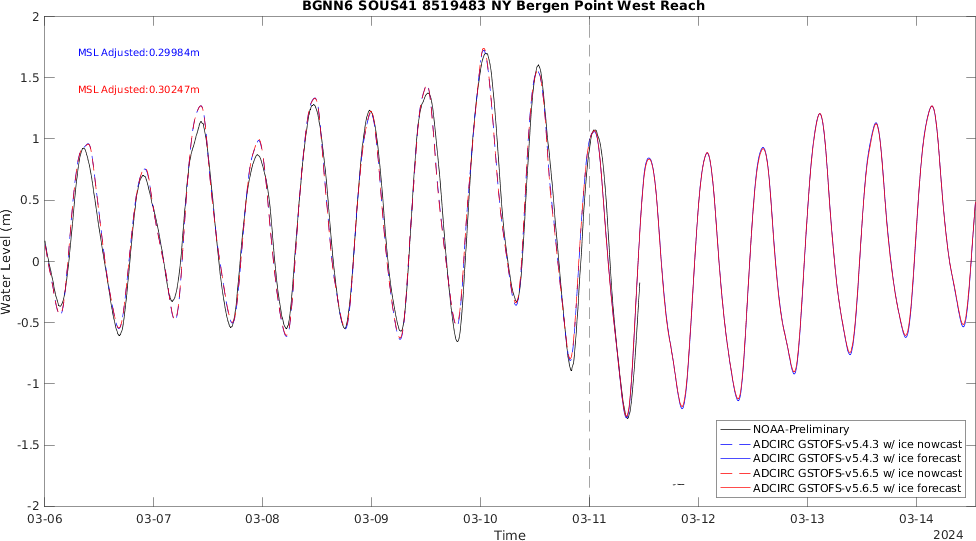 BGNN6 SOUS41 8519483 NY Bergen Point West Reach
2
1.5
1
0.5
0
-0.5
-1
-1.5
-2
Water Level (m)
MSL Adjusted:0.29984m
MSL Adjusted:0.30247m
NOAA-Preliminary
ADCIRC GSTOFS-v5.4.3 w/ ice nowcast
ADCIRC GSTOFS-v5.4.3 w/ ice forecast
ADCIRC GSTOFS-v5.6.5 w/ ice nowcast
ADCIRC GSTOFS-v5.6.5 w/ ice forecast
03-06 03-07 03-08 03-09 03-10 03-11 03-12 03-13 03-14
Time
2024